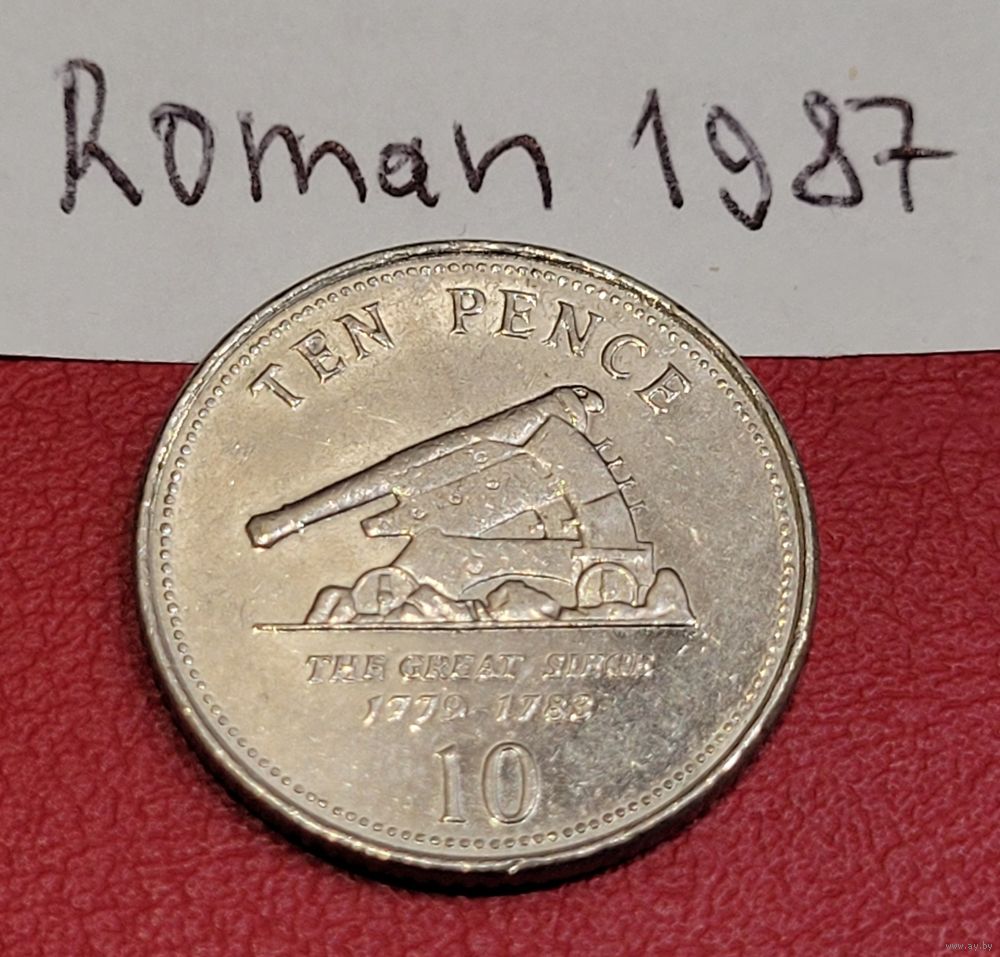 Roman 1987
TEN PENCE
THE GREAT SIEGE
1779-1783
10
www.ay.by